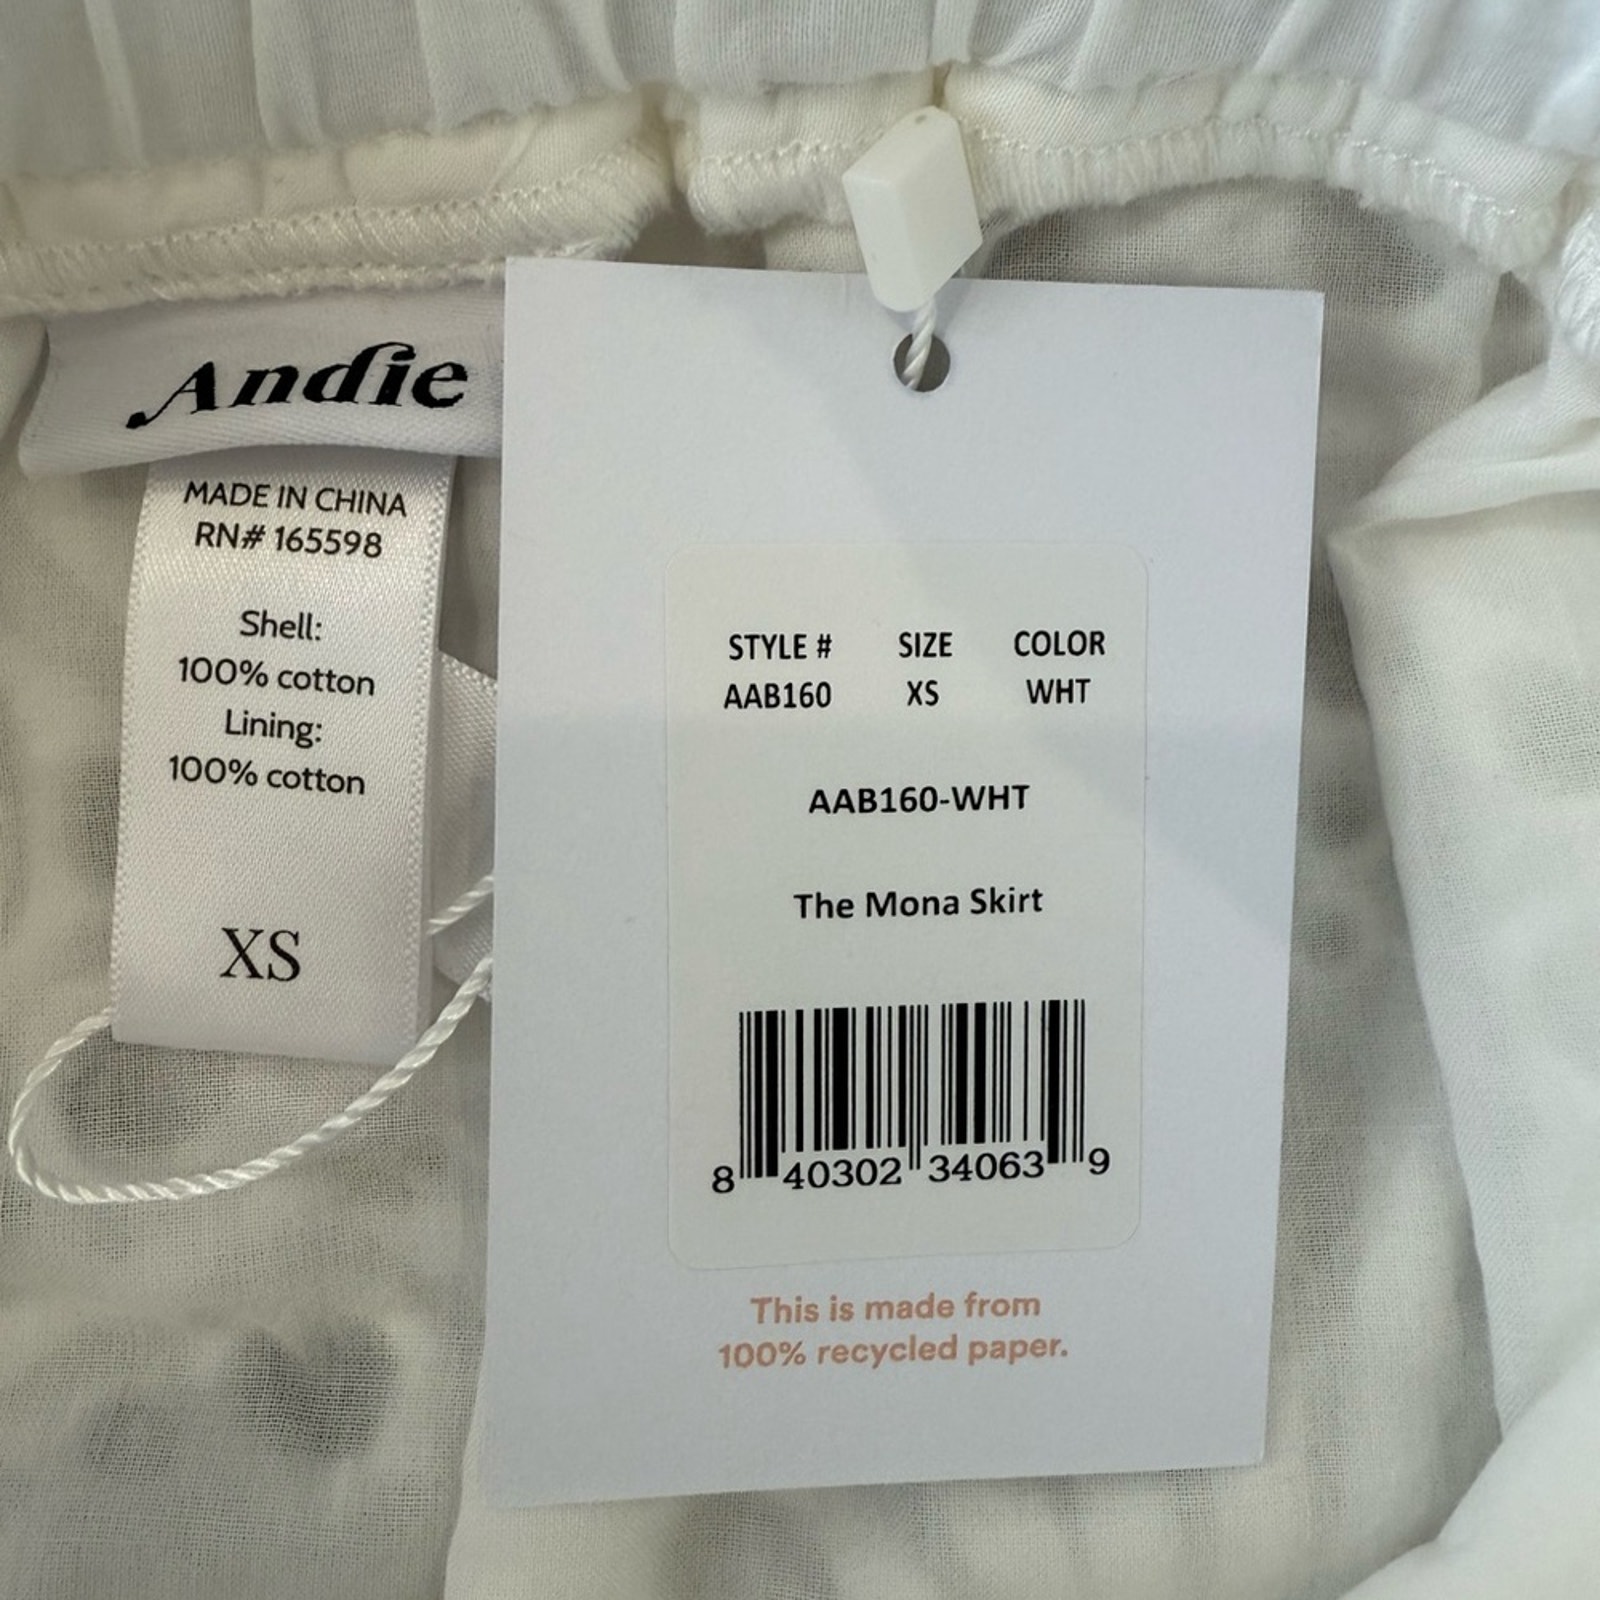 Andie
MADE IN CHINA
RN# 165598
Shell:
100% cotton
Lining:
100% cotton
XS
STYLE # SIZE COLOR
AAB160 XS WHT
AAB160-WHT
The Mona Skirt
8 40302 34063 9
This is made from
100% recycled paper.